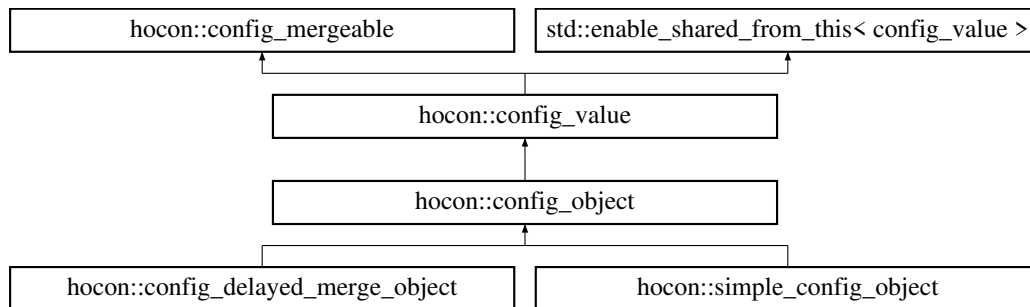 hocon::config_mergeable
std::enable_shared_from_this< config_value >
hocon::config_value
hocon::config_object
hocon::config_delayed_merge_object
hocon::simple_config_object